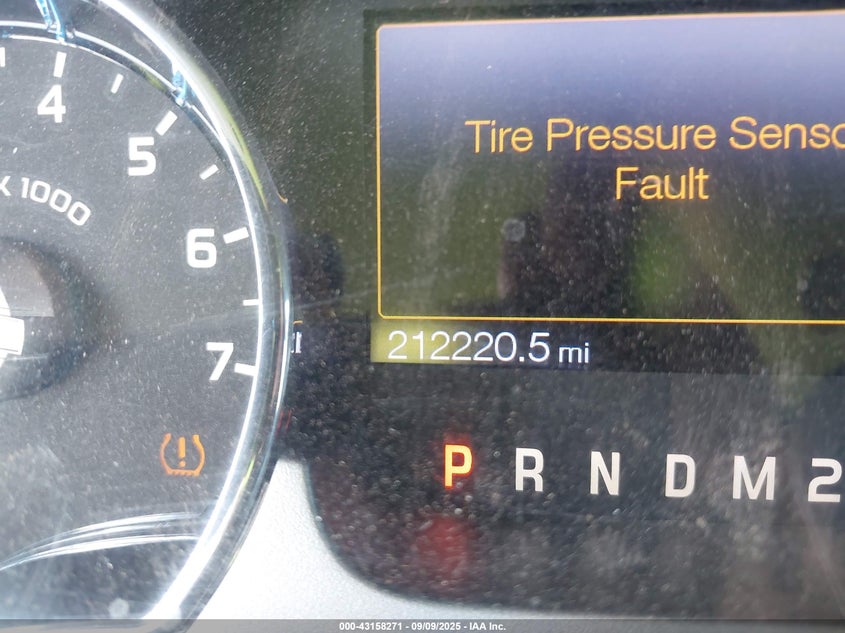 4
5
X 1000
6
7
Tire Pressure Senso
Fault
212220.5 mi
P R N D M 2
000-43158271 - 09/09/2025 - IAA Inc.